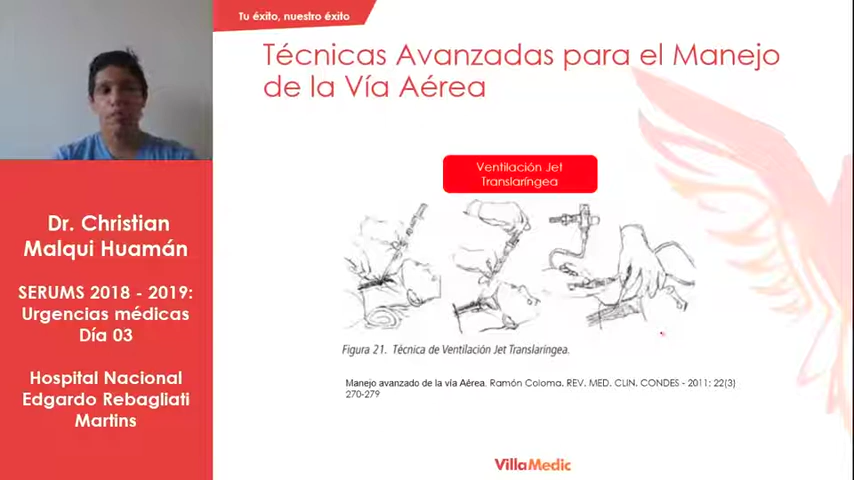 Tu éxito, nuestro éxito
Técnicas Avanzadas para el Manejo
de la Vía Aérea
Ventilación Jet
Translaríngea
Dr. Christian
Malqui Huamán
SERUMS 2018 - 2019:
Urgencias médicas
Día 03
Hospital Nacional
Edgardo Rebagliati
Martins
Figura 21. Técnica de Ventilación Jet Translaríngea.
Manejo avanzado de la vía Aérea. Ramón Coloma. REV. MED. CLIN. CONDES - 2011; 22(3)
270-279
VillaMedic